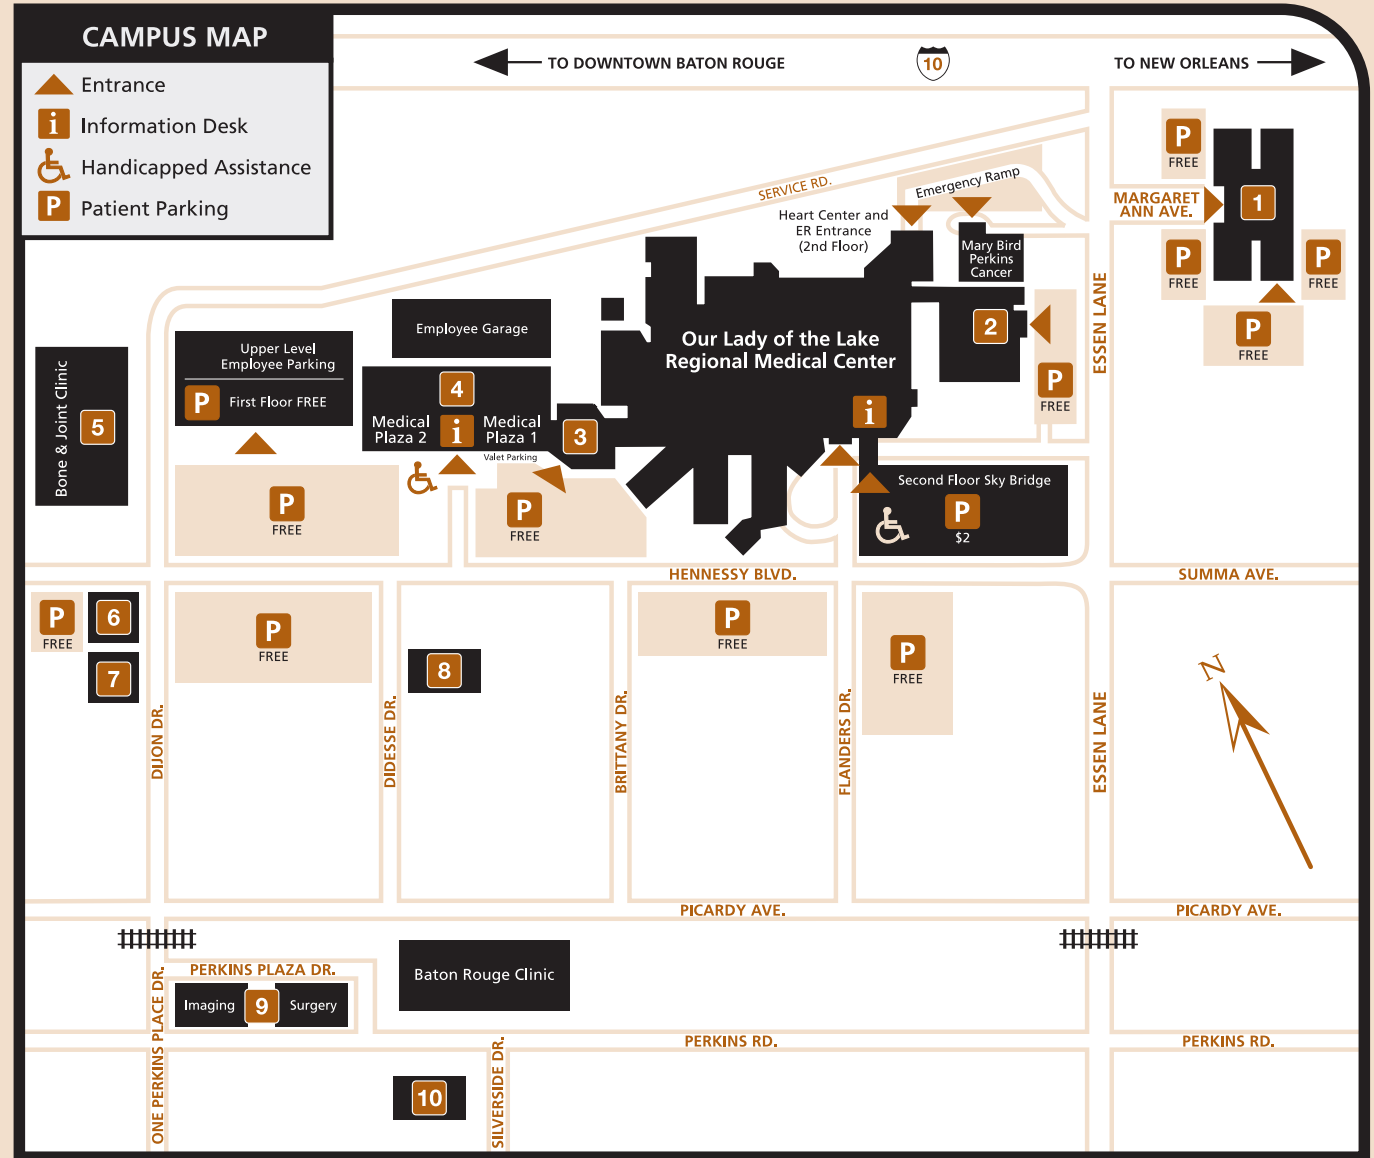 CAMPUS MAP
Entrance
i
Information Desk
Handicapped Assistance
P
Patient Parking
TO DOWNTOWN BATON ROUGE
10
TO NEW ORLEANS
SERVICE RD.
Emergency Ramp
Heart Center and
ER Entrance
(2nd Floor)
Mary Bird
Perkins
Cancer
P
FREE
MARGARET
ANN AVE.
1
P
FREE
P
FREE
P
FREE
ESSEN LANE
2
P
FREE
Our Lady of the Lake
Regional Medical Center
i
Employee Garage
Upper Level
Employee Parking
P
First Floor FREE
Bone & Joint Clinic
5
4
Medical
Plaza 2
i
Medical
Plaza 1
Valet Parking
3
P
FREE
P
FREE
Second Floor Sky Bridge
P
$2
HENNESSY BLVD.
SUMMA AVE.
P
FREE
6
7
P
FREE
8
P
FREE
P
FREE
N
DIJON DR.
DIDESSE DR.
BRITTANY DR.
FLANDERS DR.
ESSEN LANE
PICARDY AVE.
PICARDY AVE.
PERKINS PLAZA DR.
Imaging
9
Surgery
Baton Rouge Clinic
ONE PERKINS PLACE DR.
PERKINS RD.
PERKINS RD.
SILVERSIDE DR.
10